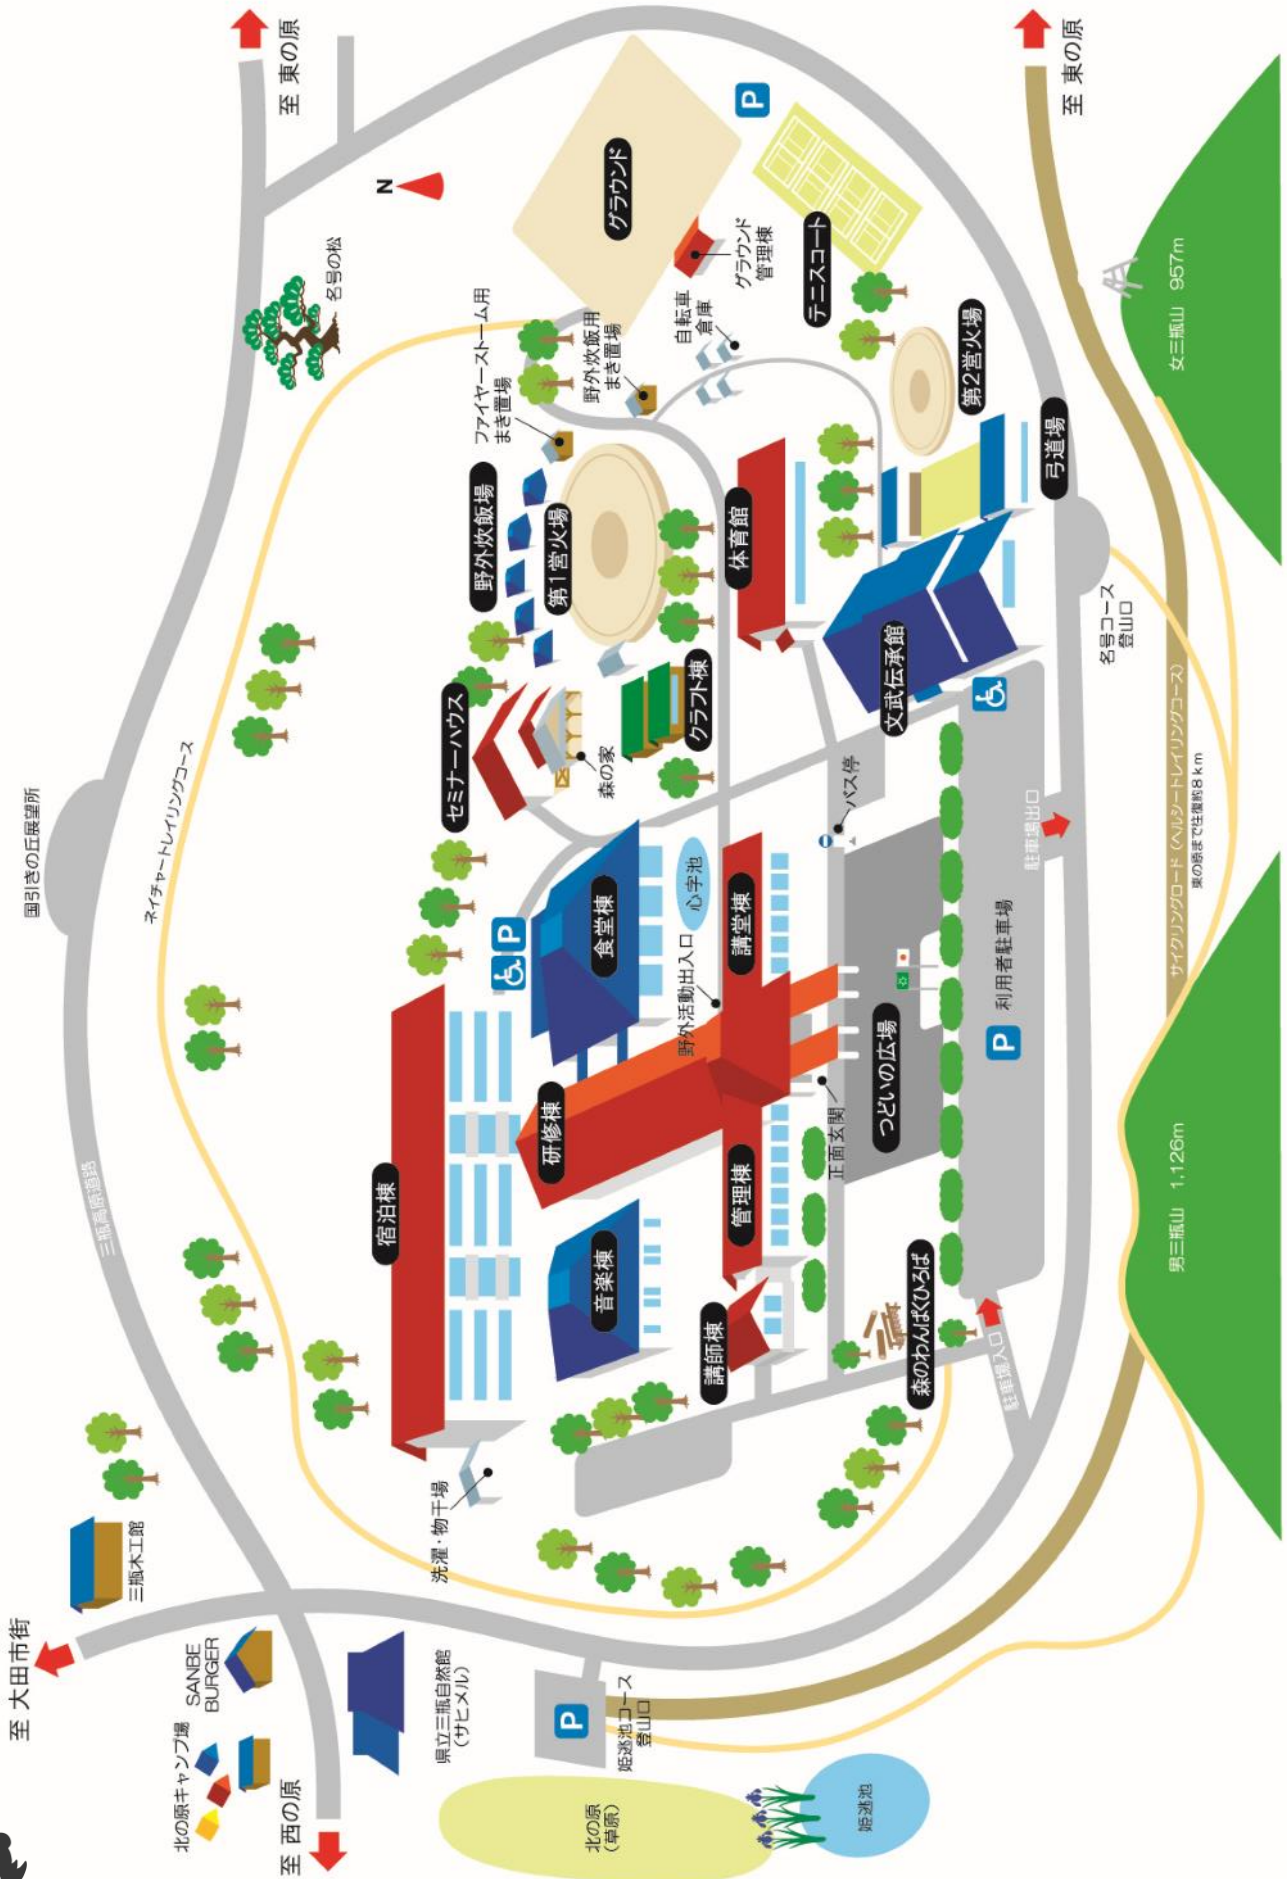 至 大田市街
三瓶木工館
SANBE
BURGER
北の原キャンプ場
至 西の原
県立三瓶自然館
(サヒメル)
国引きの丘展望所
三瓶高原道路
ネイチャートレイリングコース
名号の松
至 東の原
N
宿泊棟
洗濯・物干場
音楽棟
研修棟
P
食堂棟
心字池
セミナーハウス
森の家
クラフト棟
野外炊飯場
第1営火場
ファイヤーストーム用
まき置場
野外炊飯用
まき置場
グラウンド
グラウンド
管理棟
自転車
倉庫
P
テニスコート
第2営火場
体育館
文武伝承館
弓道場
講師棟
管理棟
野外活動出入口
講堂棟
正面玄関
つどいの広場
バス停
森のわんぱくひろば
P
利用者駐車場
駐車場入口
駐車場出口
名号コース
登山口
P
姫逃池コース
登山口
北の原
(草原)
姫逃池
サイクリングロード(ヘルシートレイリングコース)
東の原まで往復約8km
男三瓶山 1,126m
女三瓶山 957m
至 東の原